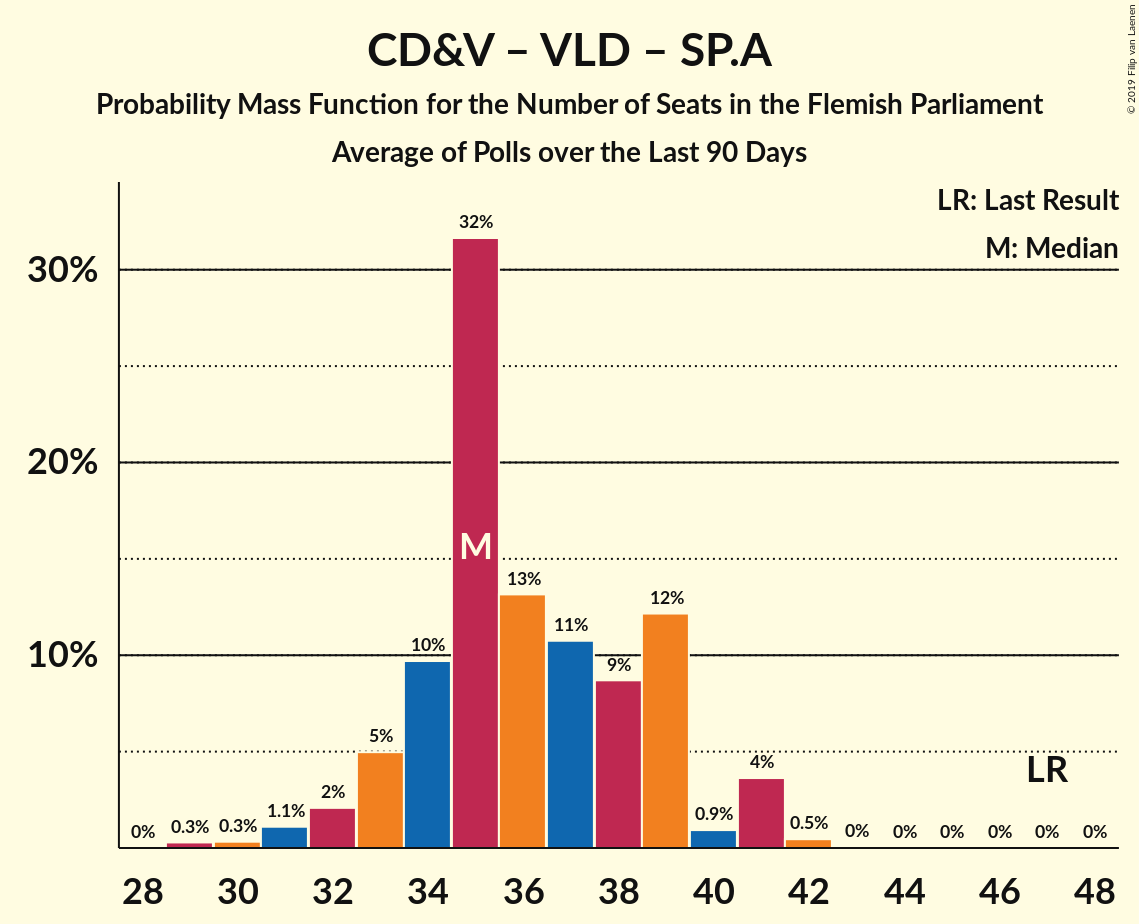 CD&V – VLD – SP.A
Probability Mass Function for the Number of Seats in the Flemish Parliament
Average of Polls over the Last 90 Days
© 2019 Filip van Laenen
LR: Last Result
M: Median
30%
20%
10%
0%
0.3%
0.3%
1.1%
2%
5%
10%
32%
M
13%
11%
9%
12%
0.9%
4%
0.5%
0%
0%
0%
0%
0%
0%
LR
28 30 32 34 36 38 40 42 44 46 48